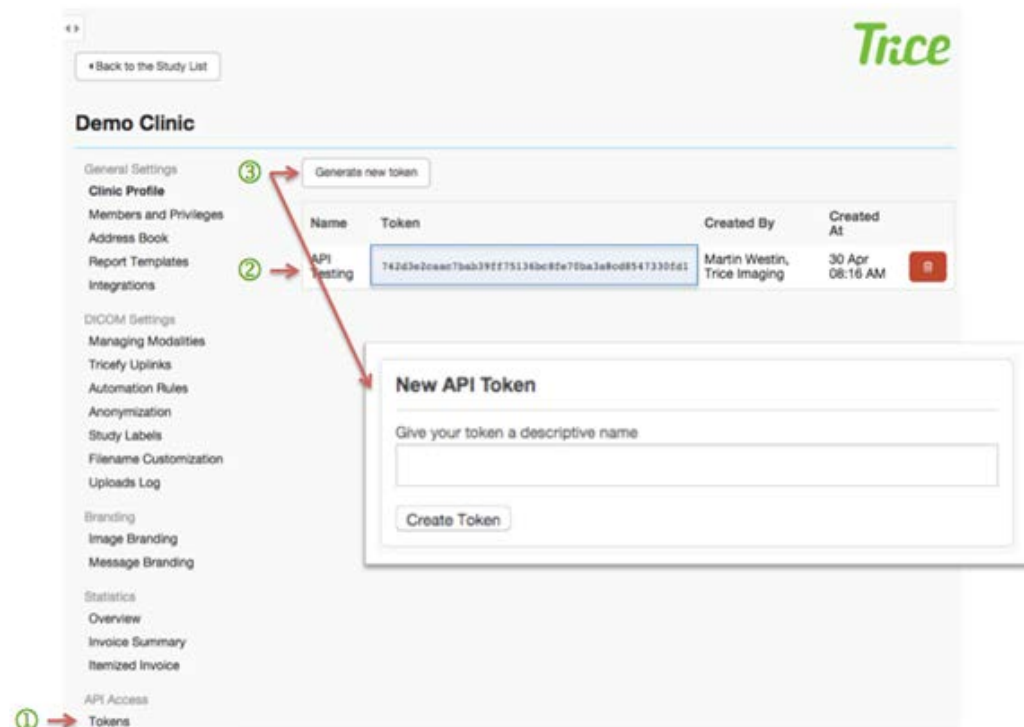 Trice
Back to the Study List
Demo Clinic
General Settings
Clinic Profile
Members and Privileges
Address Book
Report Templates
Integrations
DICOM Settings
Managing Modalities
Tricefy Uplinks
Automation Rules
Anonymization
Study Labels
Filename Customization
Uploads Log
Branding
Image Branding
Message Branding
Statistics
Overview
Invoice Summary
Itemized Invoice
API Access
① Tokens
③ Generate new token
Name Token Created By Created At
② API Testing Martin Westin, Trice Imaging 30 Apr 08:16 AM
New API Token
Give your token a descriptive name
Create Token